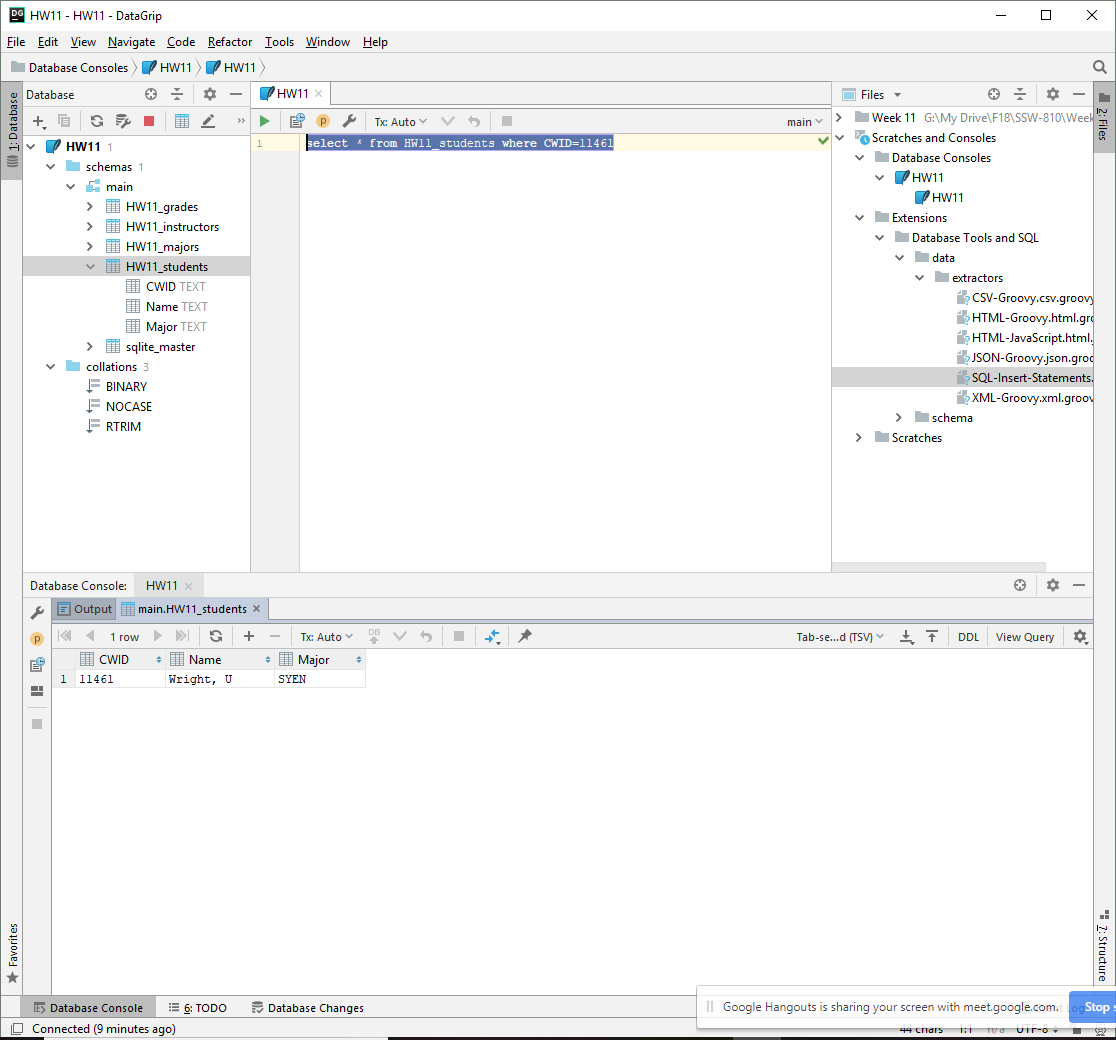 HW11 - HW11 - DataGrip
File Edit View Navigate Code Refactor Tools Window Help
Database Consoles HW11 HW11
1: Database
Database
HW11 1
schemas 1
main
HW11_grades
HW11_instructors
HW11_majors
HW11_students
CWID TEXT
Name TEXT
Major TEXT
sqlite_master
collations 3
BINARY
NOCASE
RTRIM
HW11
Tx: Auto main
1 select * from HW11_students where CWID=11461
Files
Week 11 G:\My Drive\F18\SSW-810\Week
Scratches and Consoles
Database Consoles
HW11
HW11
Extensions
Database Tools and SQL
data
extractors
CSV-Groovy.csv.groovy
HTML-Groovy.html.gro
HTML-JavaScript.html.
JSON-Groovy.json.groo
SQL-Insert-Statements.
XML-Groovy.xml.groov
schema
Scratches
2: Files
Database Console: HW11
Output main.HW11_students
1 row Tx: Auto DB Tab-se...d (TSV) DDL View Query
CWID Name Major
1 11461 Wright, U SYEN
Favorites
7: Structure
Database Console 6: TODO Database Changes
Google Hangouts is sharing your screen with meet.google.com. Stop s
Connected (9 minutes ago) 44 chars 1:1 n/a UTF-8